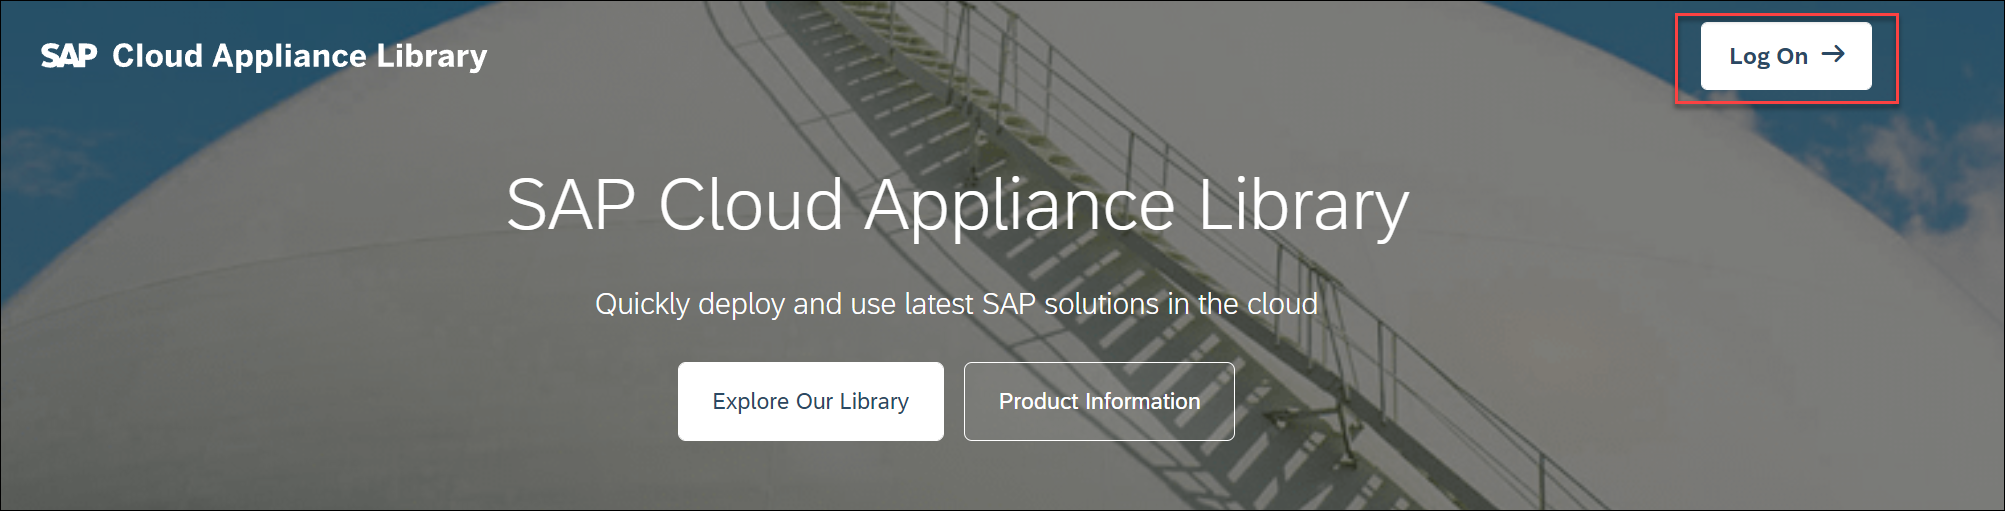 SAP Cloud Appliance Library
Log On →
SAP Cloud Appliance Library
Quickly deploy and use latest SAP solutions in the cloud
Explore Our Library
Product Information